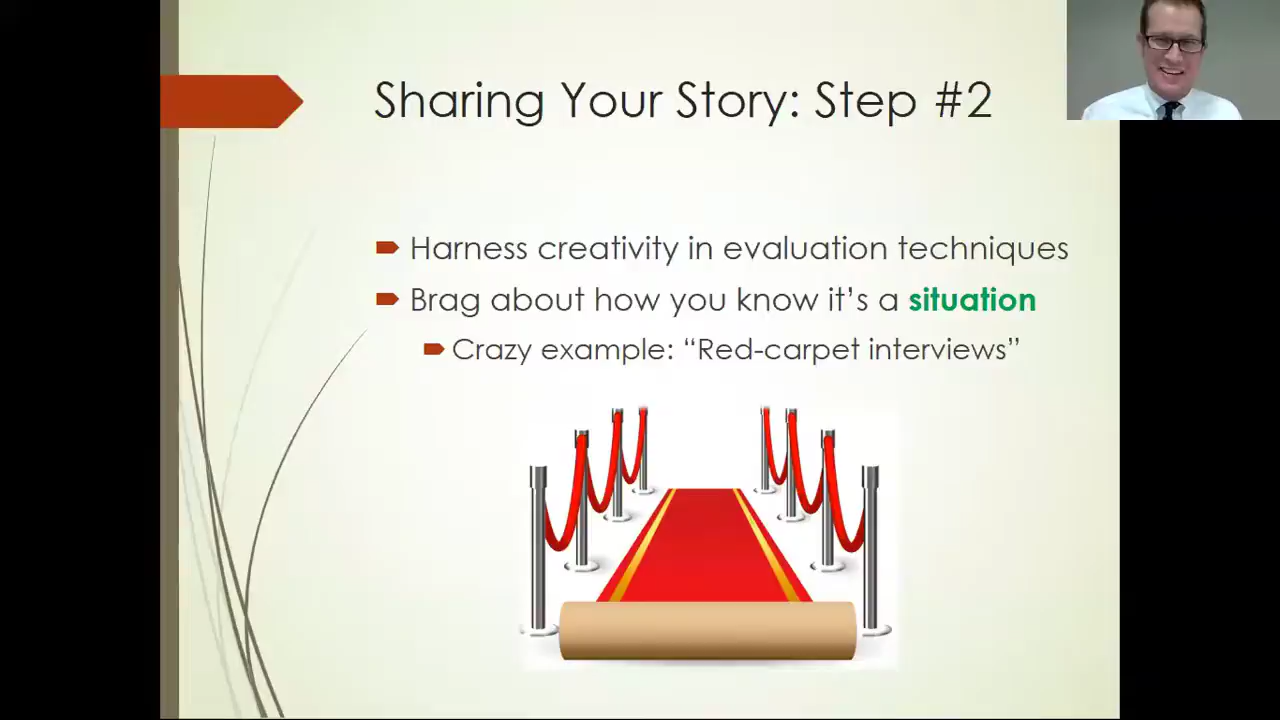 Sharing Your Story: Step #2
Harness creativity in evaluation techniques
Brag about how you know it’s a situation
Crazy example: “Red-carpet interviews”